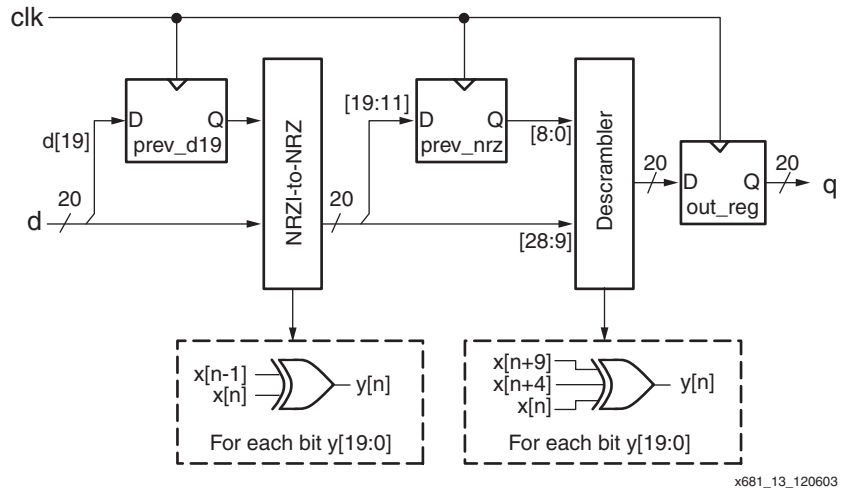 clk
D Q
prev_d19
d[19]
20
d
NRZI-to-NRZ
20
[19:11]
D Q
prev_nrz
[8:0]
[28:9]
Descrambler
20
D Q
out_reg
20
q
x[n-1]
x[n]
y[n]
For each bit y[19:0]
x[n+9]
x[n+4]
x[n]
y[n]
For each bit y[19:0]
x681_13_120603